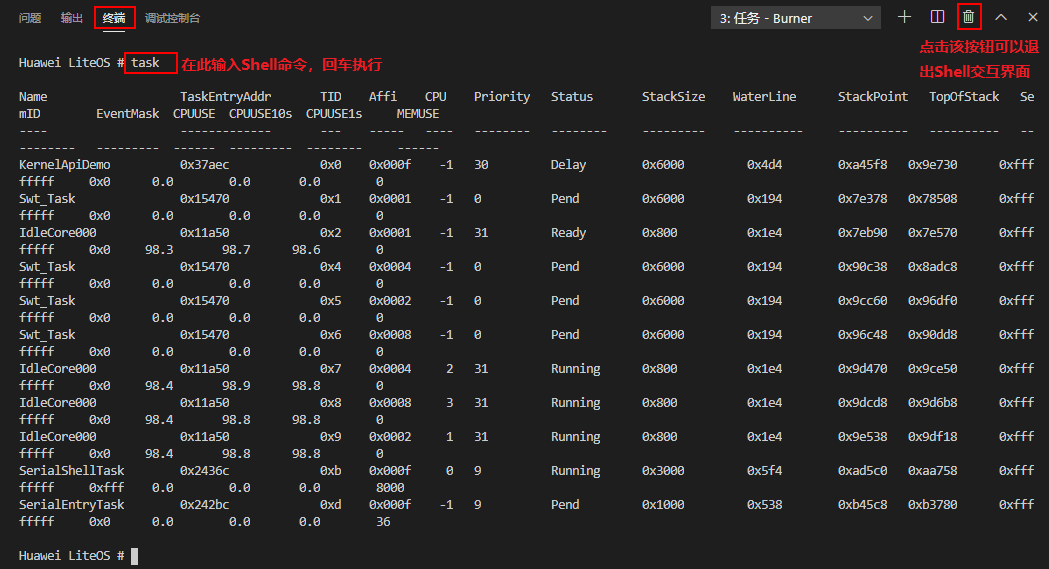 问题 输出 终端 调试控制台 3: 任务 - Burner
点击该按钮可以退
出Shell交互界面
Huawei LiteOS # task 在此输入Shell命令，回车执行
Name TaskEntryAddr TID Affi CPU Priority Status StackSize WaterLine StackPoint TopOfStack Se
mID EventMask CPUUSE CPUUSE10s CPUUSE1s MEMUSE
---- ------------- --- ----- ---- -------- -------- --------- ---------- ---------- ---------- --
-------- --------- ------ --------- -------- ------
KernelApiDemo 0x37aec 0x0 0x000f -1 30 Delay 0x6000 0x4d4 0xa45f8 0x9e730 0xfff
fffff 0x0 0.0 0.0 0.0 0
Swt_Task 0x15470 0x1 0x0001 -1 0 Pend 0x6000 0x194 0x7e378 0x78508 0xfff
fffff 0x0 0.0 0.0 0.0 0
IdleCore000 0x11a50 0x2 0x0001 -1 31 Ready 0x800 0x1e4 0x7eb90 0x7e570 0xfff
fffff 0x0 98.3 98.7 98.6 0
Swt_Task 0x15470 0x4 0x0004 -1 0 Pend 0x6000 0x194 0x90c38 0x8adc8 0xfff
fffff 0x0 0.0 0.0 0.0 0
Swt_Task 0x15470 0x5 0x0002 -1 0 Pend 0x6000 0x194 0x9cc60 0x96df0 0xfff
fffff 0x0 0.0 0.0 0.0 0
Swt_Task 0x15470 0x6 0x0008 -1 0 Pend 0x6000 0x194 0x96c48 0x90dd8 0xfff
fffff 0x0 0.0 0.0 0.0 0
IdleCore000 0x11a50 0x7 0x0004 2 31 Running 0x800 0x1e4 0x9d470 0x9ce50 0xfff
fffff 0x0 98.4 98.9 98.8 0
IdleCore000 0x11a50 0x8 0x0008 3 31 Running 0x800 0x1e4 0x9dcd8 0x9d6b8 0xfff
fffff 0x0 98.4 98.8 98.8 0
IdleCore000 0x11a50 0x9 0x0002 1 31 Running 0x800 0x1e4 0x9e538 0x9df18 0xfff
fffff 0x0 98.4 98.8 98.8 0
SerialShellTask 0x2436c 0xb 0x000f 0 9 Running 0x3000 0x5f4 0xad5c0 0xaa758 0xfff
fffff 0xfff 0.0 0.0 0.0 8000
SerialEntryTask 0x242bc 0xd 0x000f -1 9 Pend 0x1000 0x538 0xb45c8 0xb3780 0xfff
fffff 0x0 0.0 0.0 0.0 36
Huawei LiteOS #